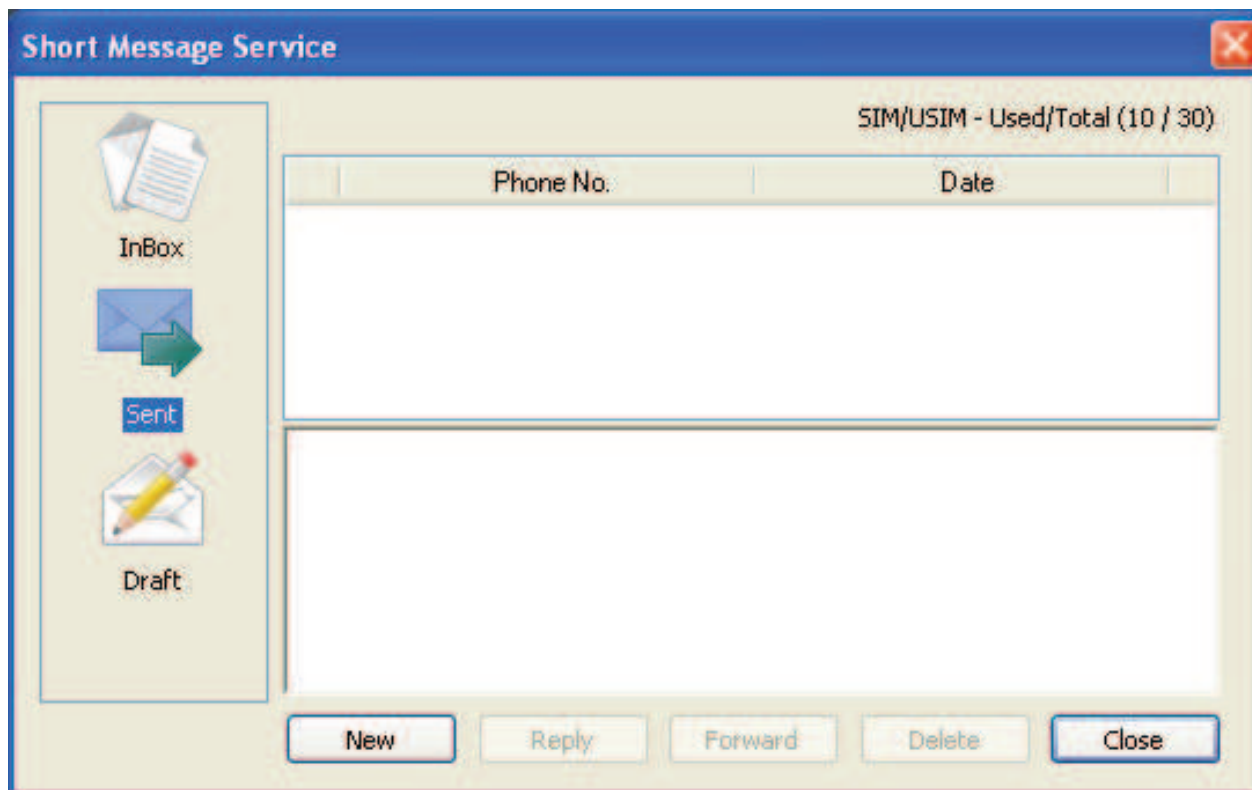 Short Message Service
SIM/USIM - Used/Total (10 / 30)
Phone No. Date
InBox
Sent
Draft
New Reply Forward Delete Close